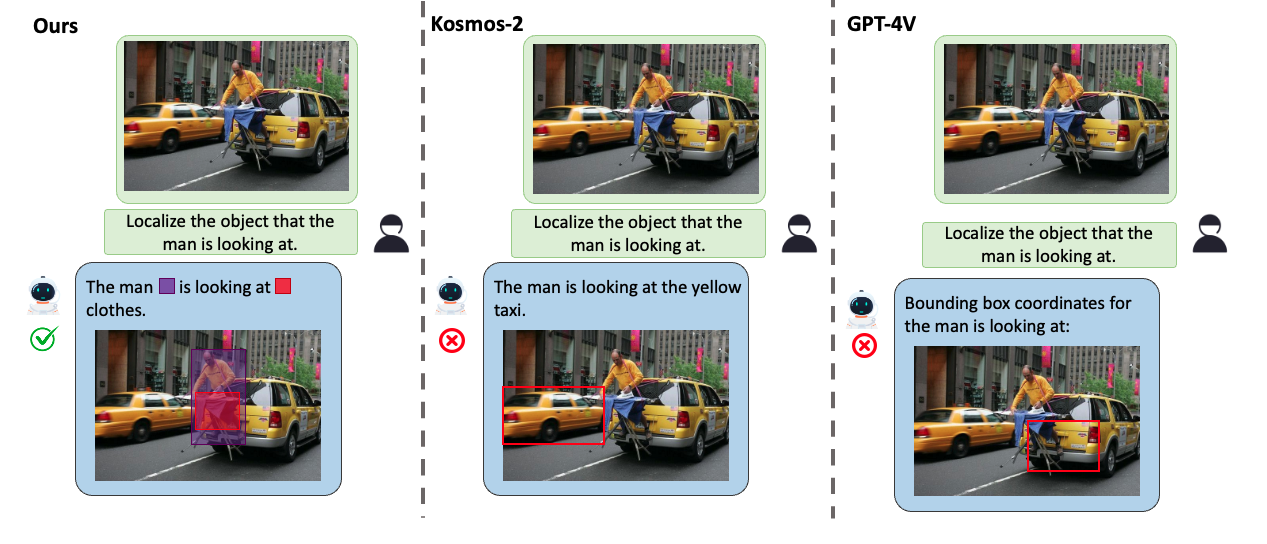 Ours
Localize the object that the
man is looking at.
The man is looking at
clothes.
Kosmos-2
Localize the object that the
man is looking at.
The man is looking at the yellow
taxi.
GPT-4V
Localize the object that the
man is looking at.
Bounding box coordinates for
the man is looking at: